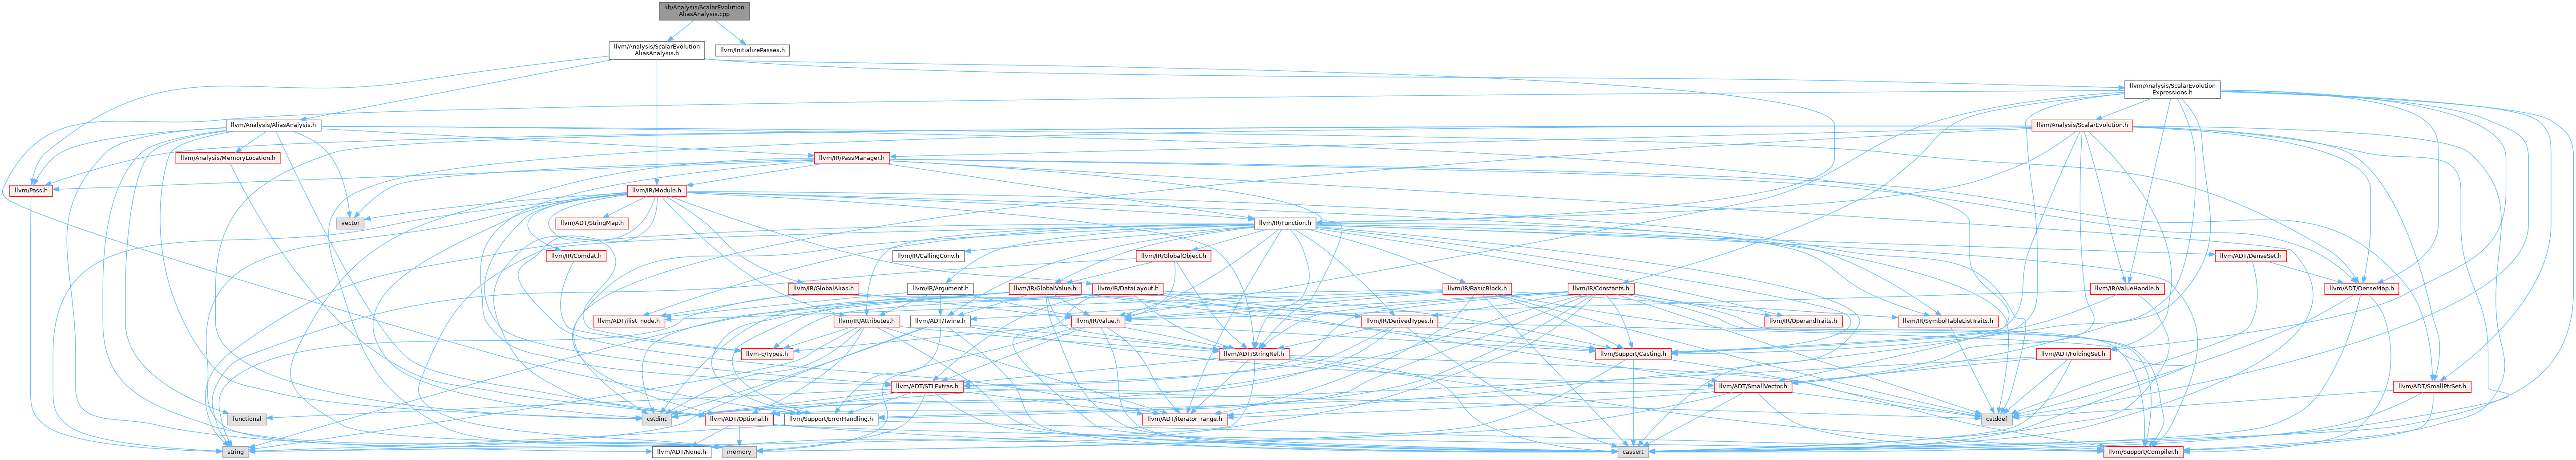 lib/Analysis/ScalarEvolution
AliasAnalysis.cpp
llvm/Analysis/ScalarEvolution
AliasAnalysis.h
llvm/InitializePasses.h
llvm/Analysis/ScalarEvolution
Expressions.h
llvm/Analysis/AliasAnalysis.h
llvm/Analysis/ScalarEvolution.h
llvm/Analysis/MemoryLocation.h
llvm/IR/PassManager.h
llvm/Pass.h
llvm/IR/Module.h
vector
llvm/ADT/StringMap.h
llvm/IR/Function.h
llvm/IR/Comdat.h
llvm/IR/CallingConv.h
llvm/IR/GlobalObject.h
llvm/ADT/DenseSet.h
llvm/IR/GlobalAlias.h
llvm/IR/Argument.h
llvm/IR/GlobalValue.h
llvm/IR/DataLayout.h
llvm/IR/BasicBlock.h
llvm/IR/Constants.h
llvm/IR/ValueHandle.h
llvm/ADT/DenseMap.h
llvm/ADT/ilist_node.h
llvm/IR/Attributes.h
llvm/ADT/Twine.h
llvm/IR/Value.h
llvm/IR/DerivedTypes.h
llvm/IR/OperandTraits.h
llvm/IR/SymbolTableListTraits.h
llvm-c/Types.h
llvm/ADT/StringRef.h
llvm/Support/Casting.h
llvm/ADT/FoldingSet.h
llvm/ADT/STLExtras.h
llvm/ADT/SmallVector.h
llvm/ADT/SmallPtrSet.h
functional
cstdint
llvm/ADT/Optional.h
llvm/Support/ErrorHandling.h
llvm/ADT/iterator_range.h
cstddef
string
llvm/ADT/None.h
memory
cassert
llvm/Support/Compiler.h